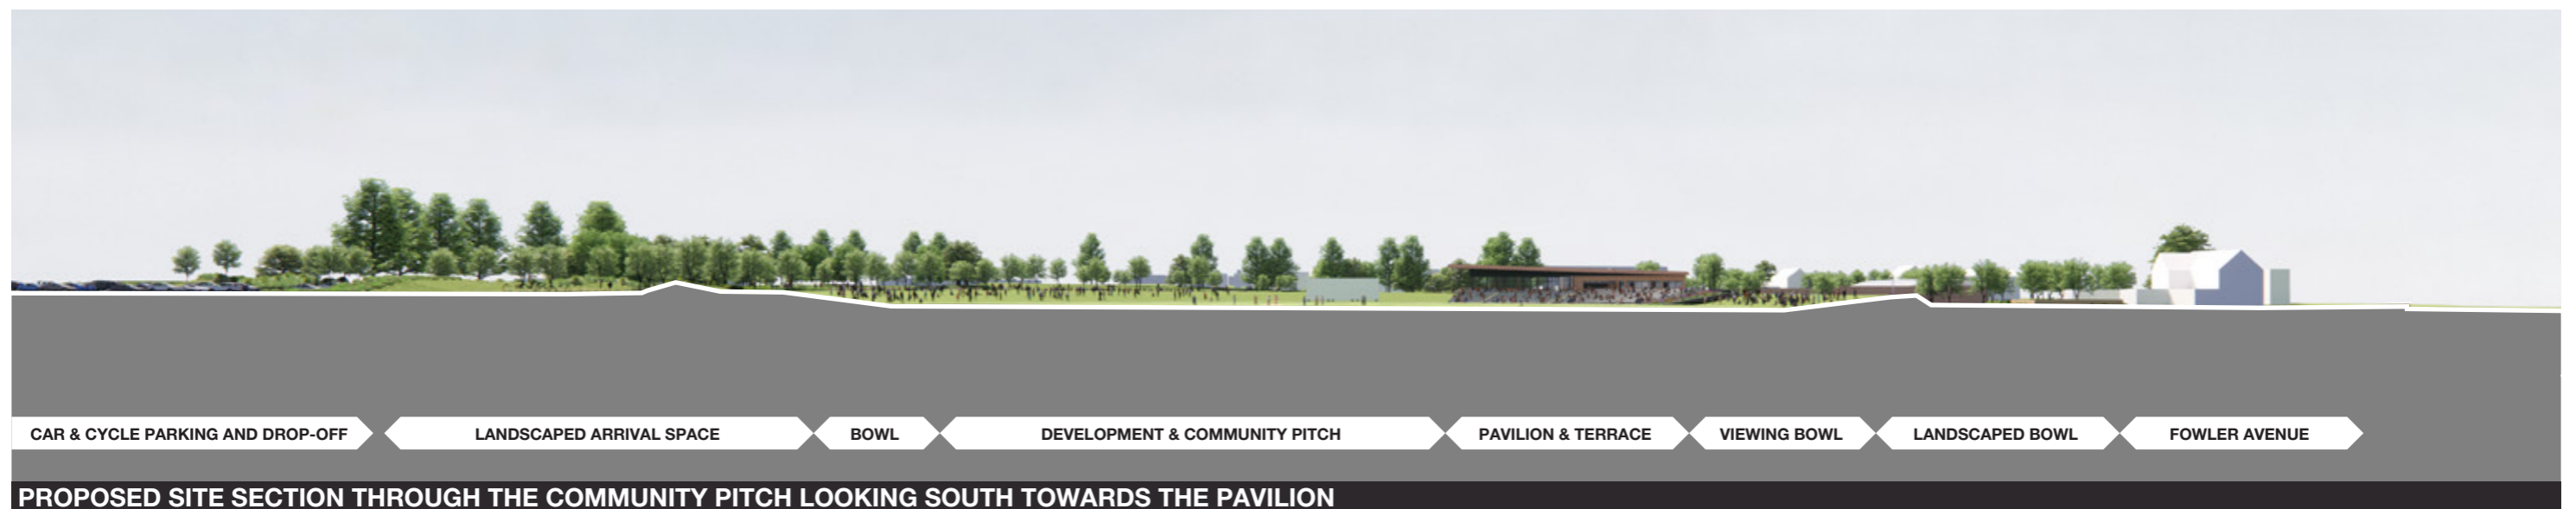 CAR & CYCLE PARKING AND DROP-OFF
LANDSCAPED ARRIVAL SPACE
BOWL
DEVELOPMENT & COMMUNITY PITCH
PAVILION & TERRACE
VIEWING BOWL
LANDSCAPED BOWL
FOWLER AVENUE
PROPOSED SITE SECTION THROUGH THE COMMUNITY PITCH LOOKING SOUTH TOWARDS THE PAVILION